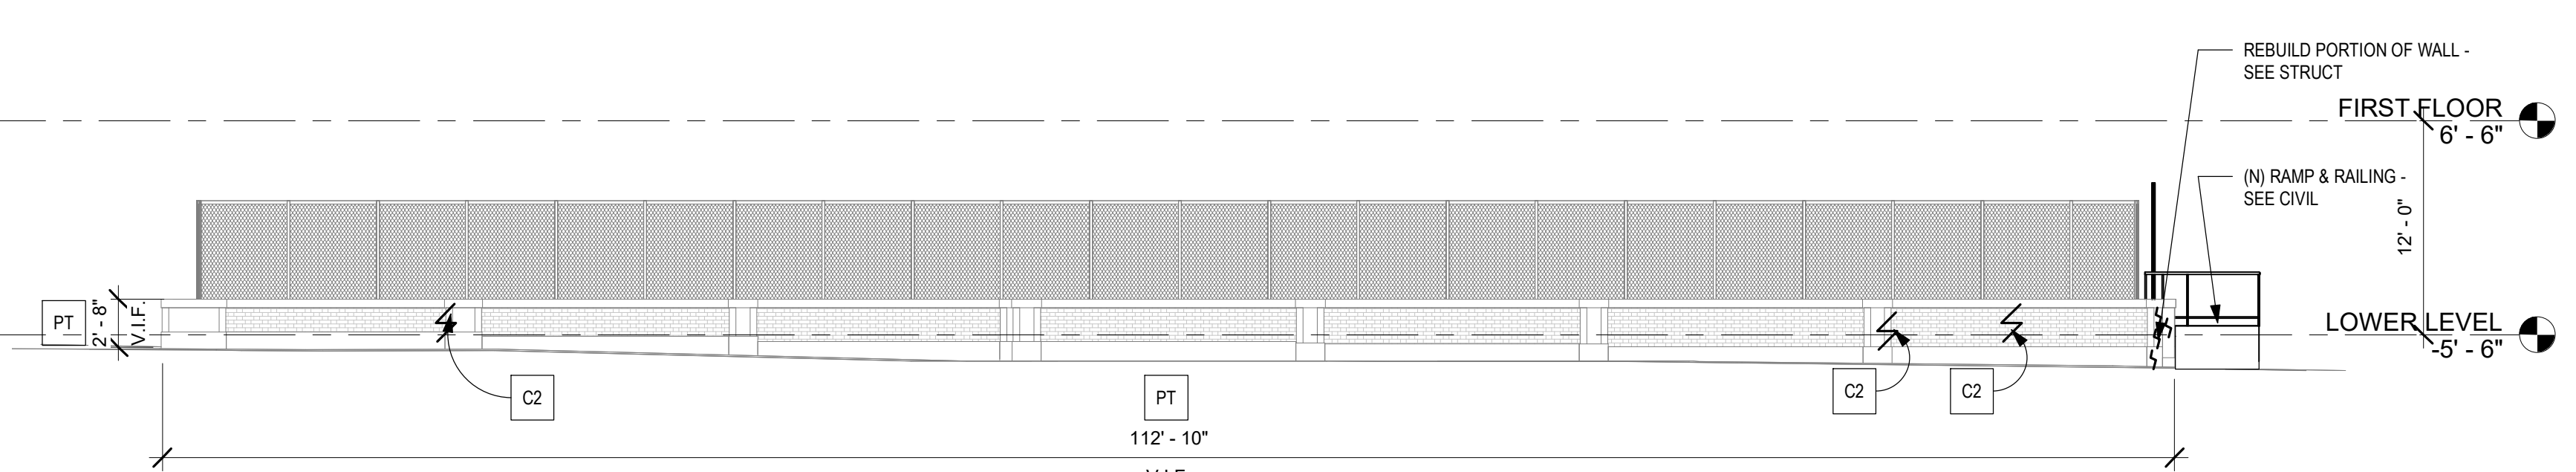 REBUILD PORTION OF WALL -
SEE STRUCT
FIRST FLOOR
6' - 6"
(N) RAMP & RAILING -
SEE CIVIL
12' - 0"
LOWER LEVEL
-5' - 6"
PT
2' - 8"
V.I.F.
C2
PT
C2
C2
112' - 10"